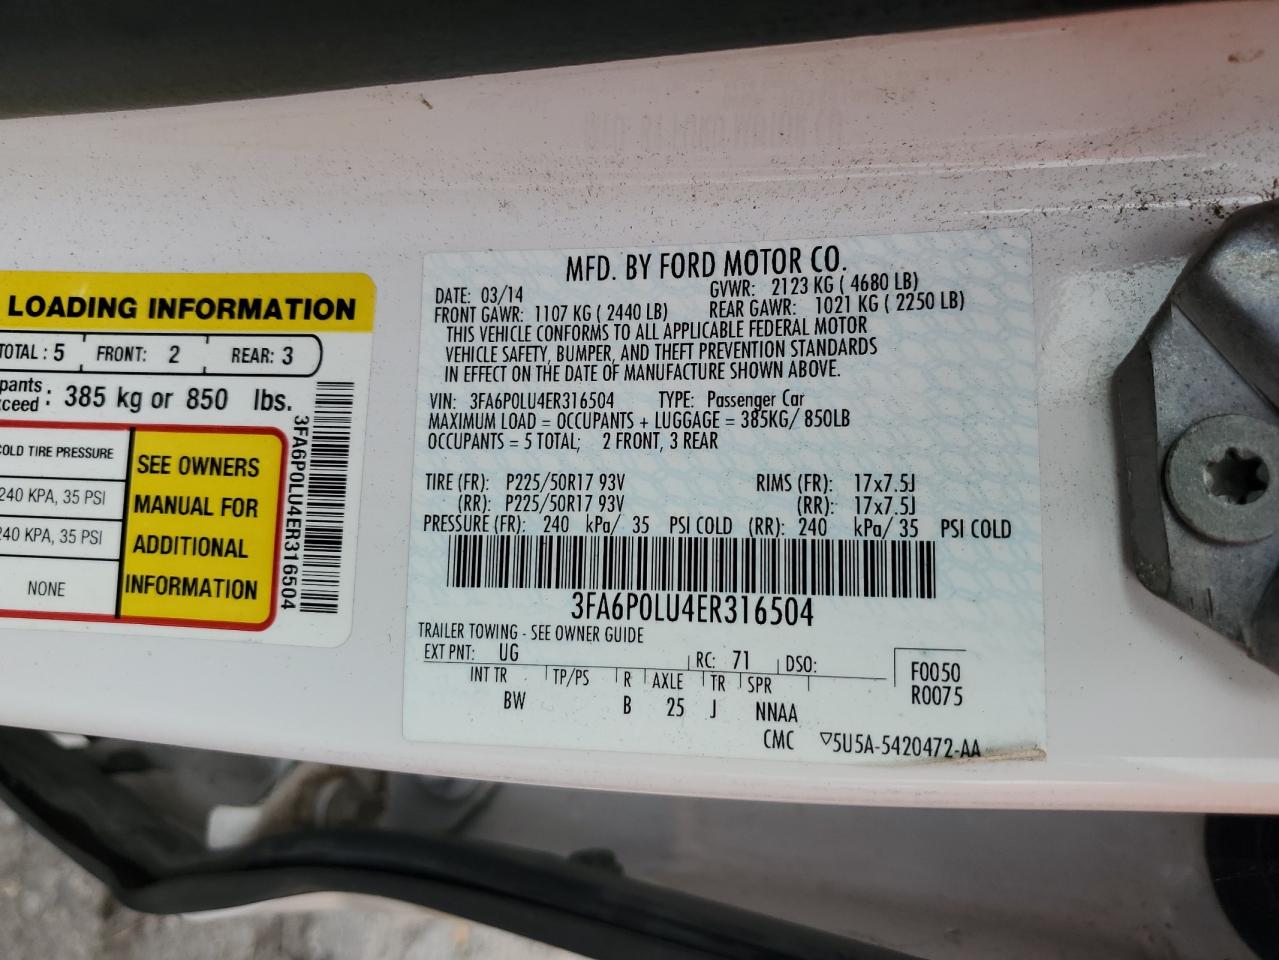 LOADING INFORMATION
TOTAL : 5 FRONT: 2 REAR: 3
385 kg or 850 lbs.
COLD TIRE PRESSURE
240 KPA, 35 PSI
240 KPA, 35 PSI
NONE
SEE OWNERS
MANUAL FOR
ADDITIONAL
INFORMATION
3FA6P0LU4ER316504
MFD. BY FORD MOTOR CO.
DATE: 03/14 GVWR: 2123 KG ( 4680 LB)
FRONT GAWR: 1107 KG ( 2440 LB) REAR GAWR: 1021 KG ( 2250 LB)
THIS VEHICLE CONFORMS TO ALL APPLICABLE FEDERAL MOTOR
VEHICLE SAFETY, BUMPER, AND THEFT PREVENTION STANDARDS
IN EFFECT ON THE DATE OF MANUFACTURE SHOWN ABOVE.
VIN: 3FA6P0LU4ER316504 TYPE: Passenger Car
MAXIMUM LOAD = OCCUPANTS + LUGGAGE = 385KG/ 850LB
OCCUPANTS = 5 TOTAL; 2 FRONT, 3 REAR
TIRE (FR): P225/50R17 93V RIMS (FR): 17x7.5J
(RR): P225/50R17 93V (RR): 17x7.5J
PRESSURE (FR): 240 kPa/ 35 PSI COLD (RR): 240 kPa/ 35 PSI COLD
3FA6P0LU4ER316504
TRAILER TOWING - SEE OWNER GUIDE
EXT PNT: UG RC: 71 DSO: F0050
INT TR TP/PS R AXLE TR SPR R0075
BW B 25 J NNAA
CMC ▽5U5A-5420472-AA